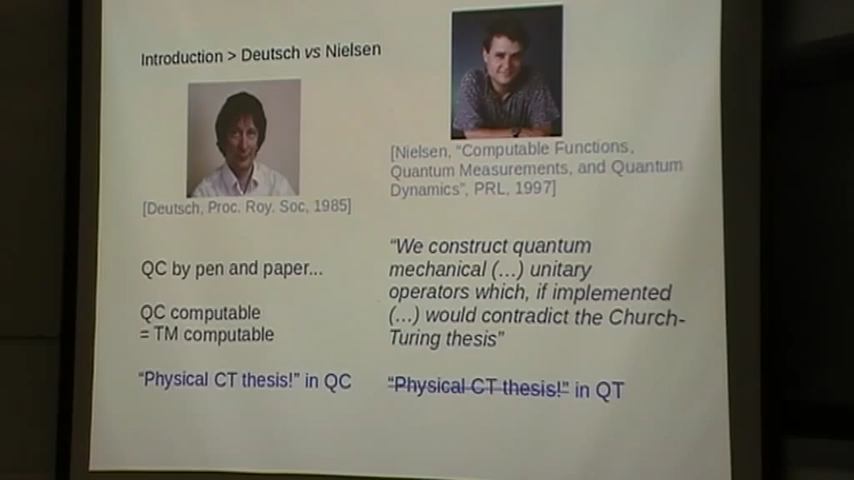 Introduction > Deutsch vs Nielsen
[Deutsch, Proc. Roy. Soc, 1985]
QC by pen and paper...
QC computable
= TM computable
“Physical CT thesis!” in QC
[Nielsen, “Computable Functions,
Quantum Measurements, and Quantum
Dynamics”, PRL, 1997]
“We construct quantum
mechanical (...) unitary
operators which, if implemented
(...) would contradict the Church-
Turing thesis”
“Physical CT thesis!” in QT